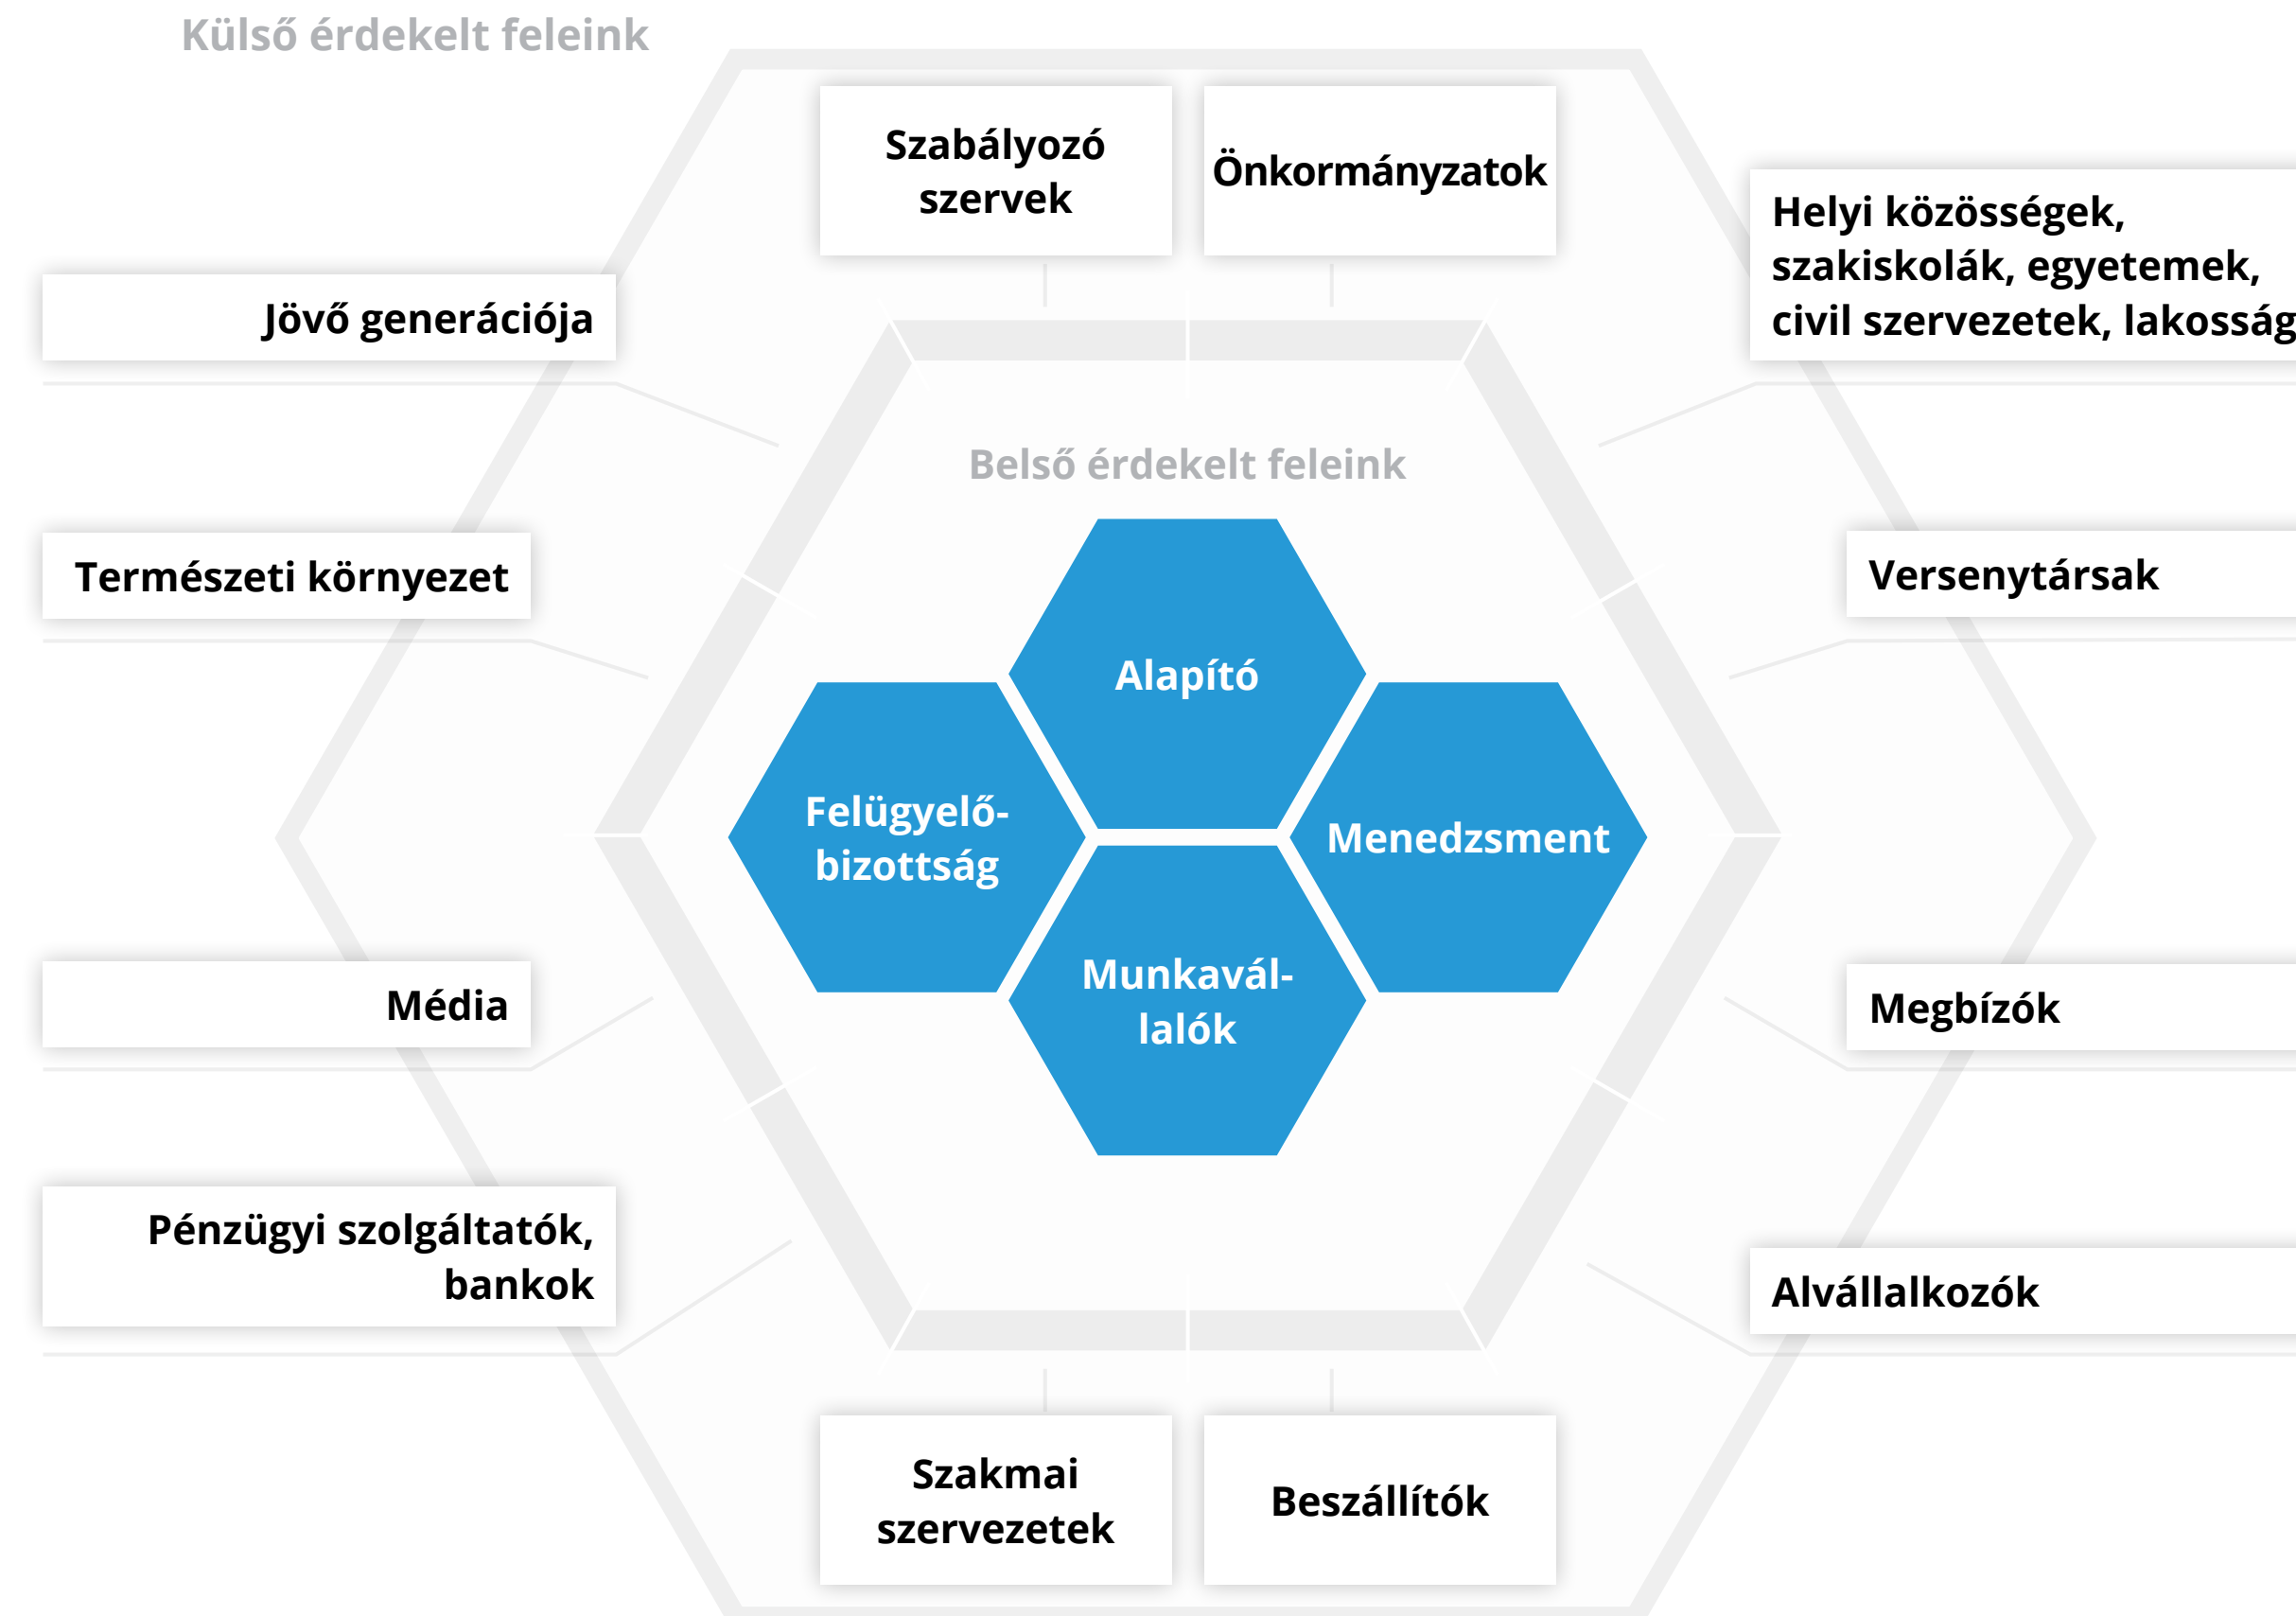 Külső érdekelt feleink
Szabályozó
szervek
Önkormányzatok
Helyi közösségek,
szakiskolák, egyetemek,
civil szervezetek, lakosság
Jövő generációja
Belső érdekelt feleink
Természeti környezet
Versenytársak
Alapító
Felügyelő-
bizottság
Menedzsment
Munkavál-
lalók
Média
Megbízók
Pénzügyi szolgáltatók,
bankok
Alvállalkozók
Szakmai
szervezetek
Beszállítók